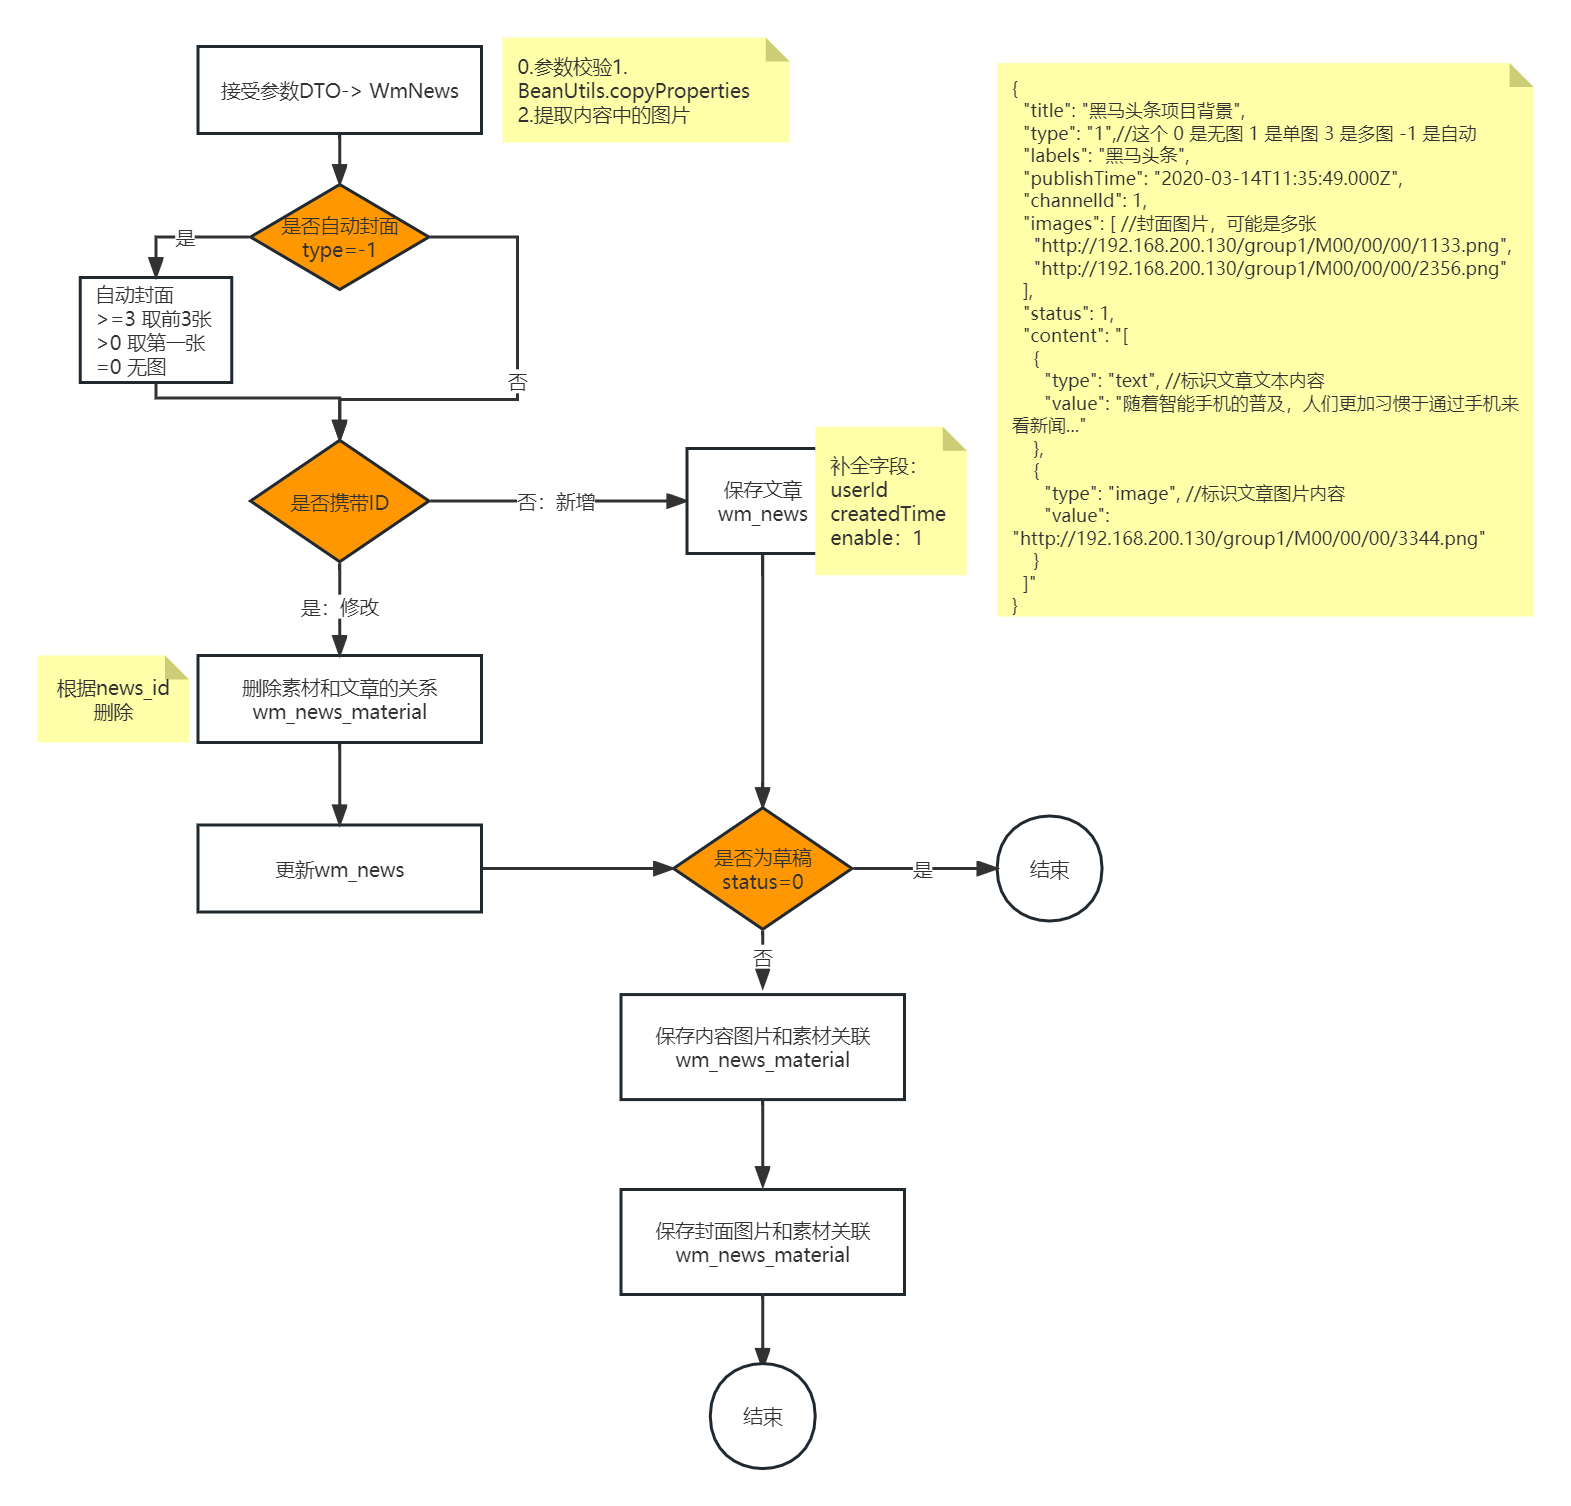 接受参数DTO-> WmNews
0.参数校验1.
BeanUtils.copyProperties
2.提取内容中的图片
{
"title": "黑马头条项目背景",
"type": "1",//这个 0 是无图 1 是单图 3 是多图 -1 是自动
"labels": "黑马头条",
"publishTime": "2020-03-14T11:35:49.000Z",
"channelId": 1,
"images": [ //封面图片，可能是多张
"http://192.168.200.130/group1/M00/00/00/1133.png",
"http://192.168.200.130/group1/M00/00/00/2356.png"
],
"status": 1,
"content": "[
{
"type": "text", //标识文章文本内容
"value": "随着智能手机的普及，人们更加习惯于通过手机来
看新闻..."
},
{
"type": "image", //标识文章图片内容
"value":
"http://192.168.200.130/group1/M00/00/00/3344.png"
}
]"
}
是否自动封面
type=-1
是
自动封面
>=3 取前3张
>0 取第一张
=0 无图
否
是否携带ID
否：新增
保存文章
wm_news
补全字段：
userId
createdTime
enable：1
是：修改
根据news_id
删除
删除素材和文章的关系
wm_news_material
更新wm_news
是否为草稿
status=0
是
结束
否
保存内容图片和素材关联
wm_news_material
保存封面图片和素材关联
wm_news_material
结束